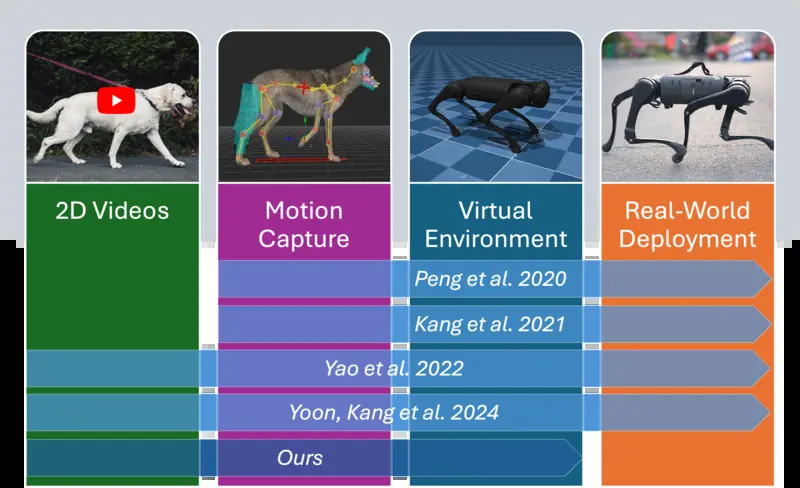 2D Videos
Motion
Capture
Virtual
Environment
Real-World
Deployment
Peng et al. 2020
Kang et al. 2021
Yao et al. 2022
Yoon, Kang et al. 2024
Ours